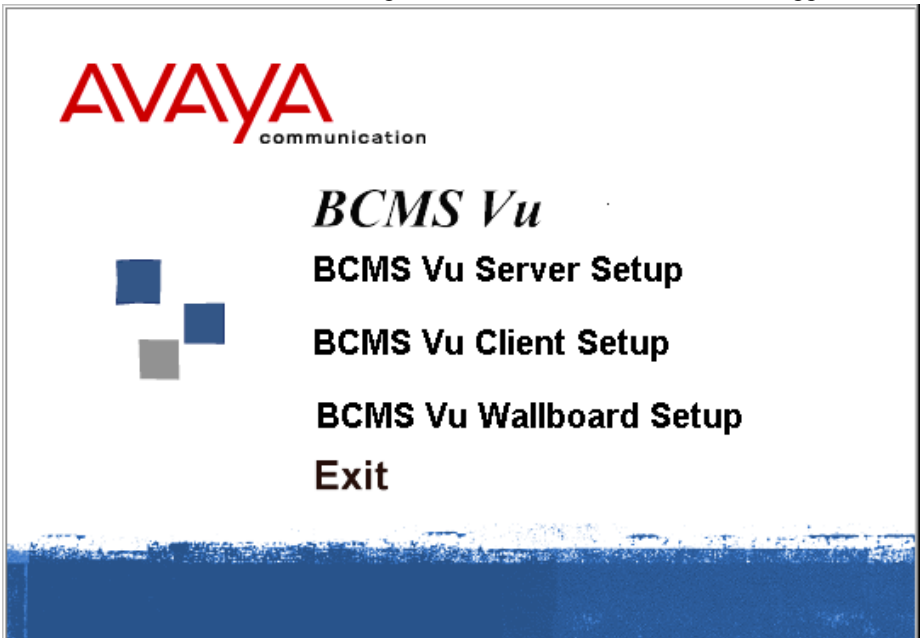 AVAYA
communication
BCMS Vu
BCMS Vu Server Setup
BCMS Vu Client Setup
BCMS Vu Wallboard Setup
Exit